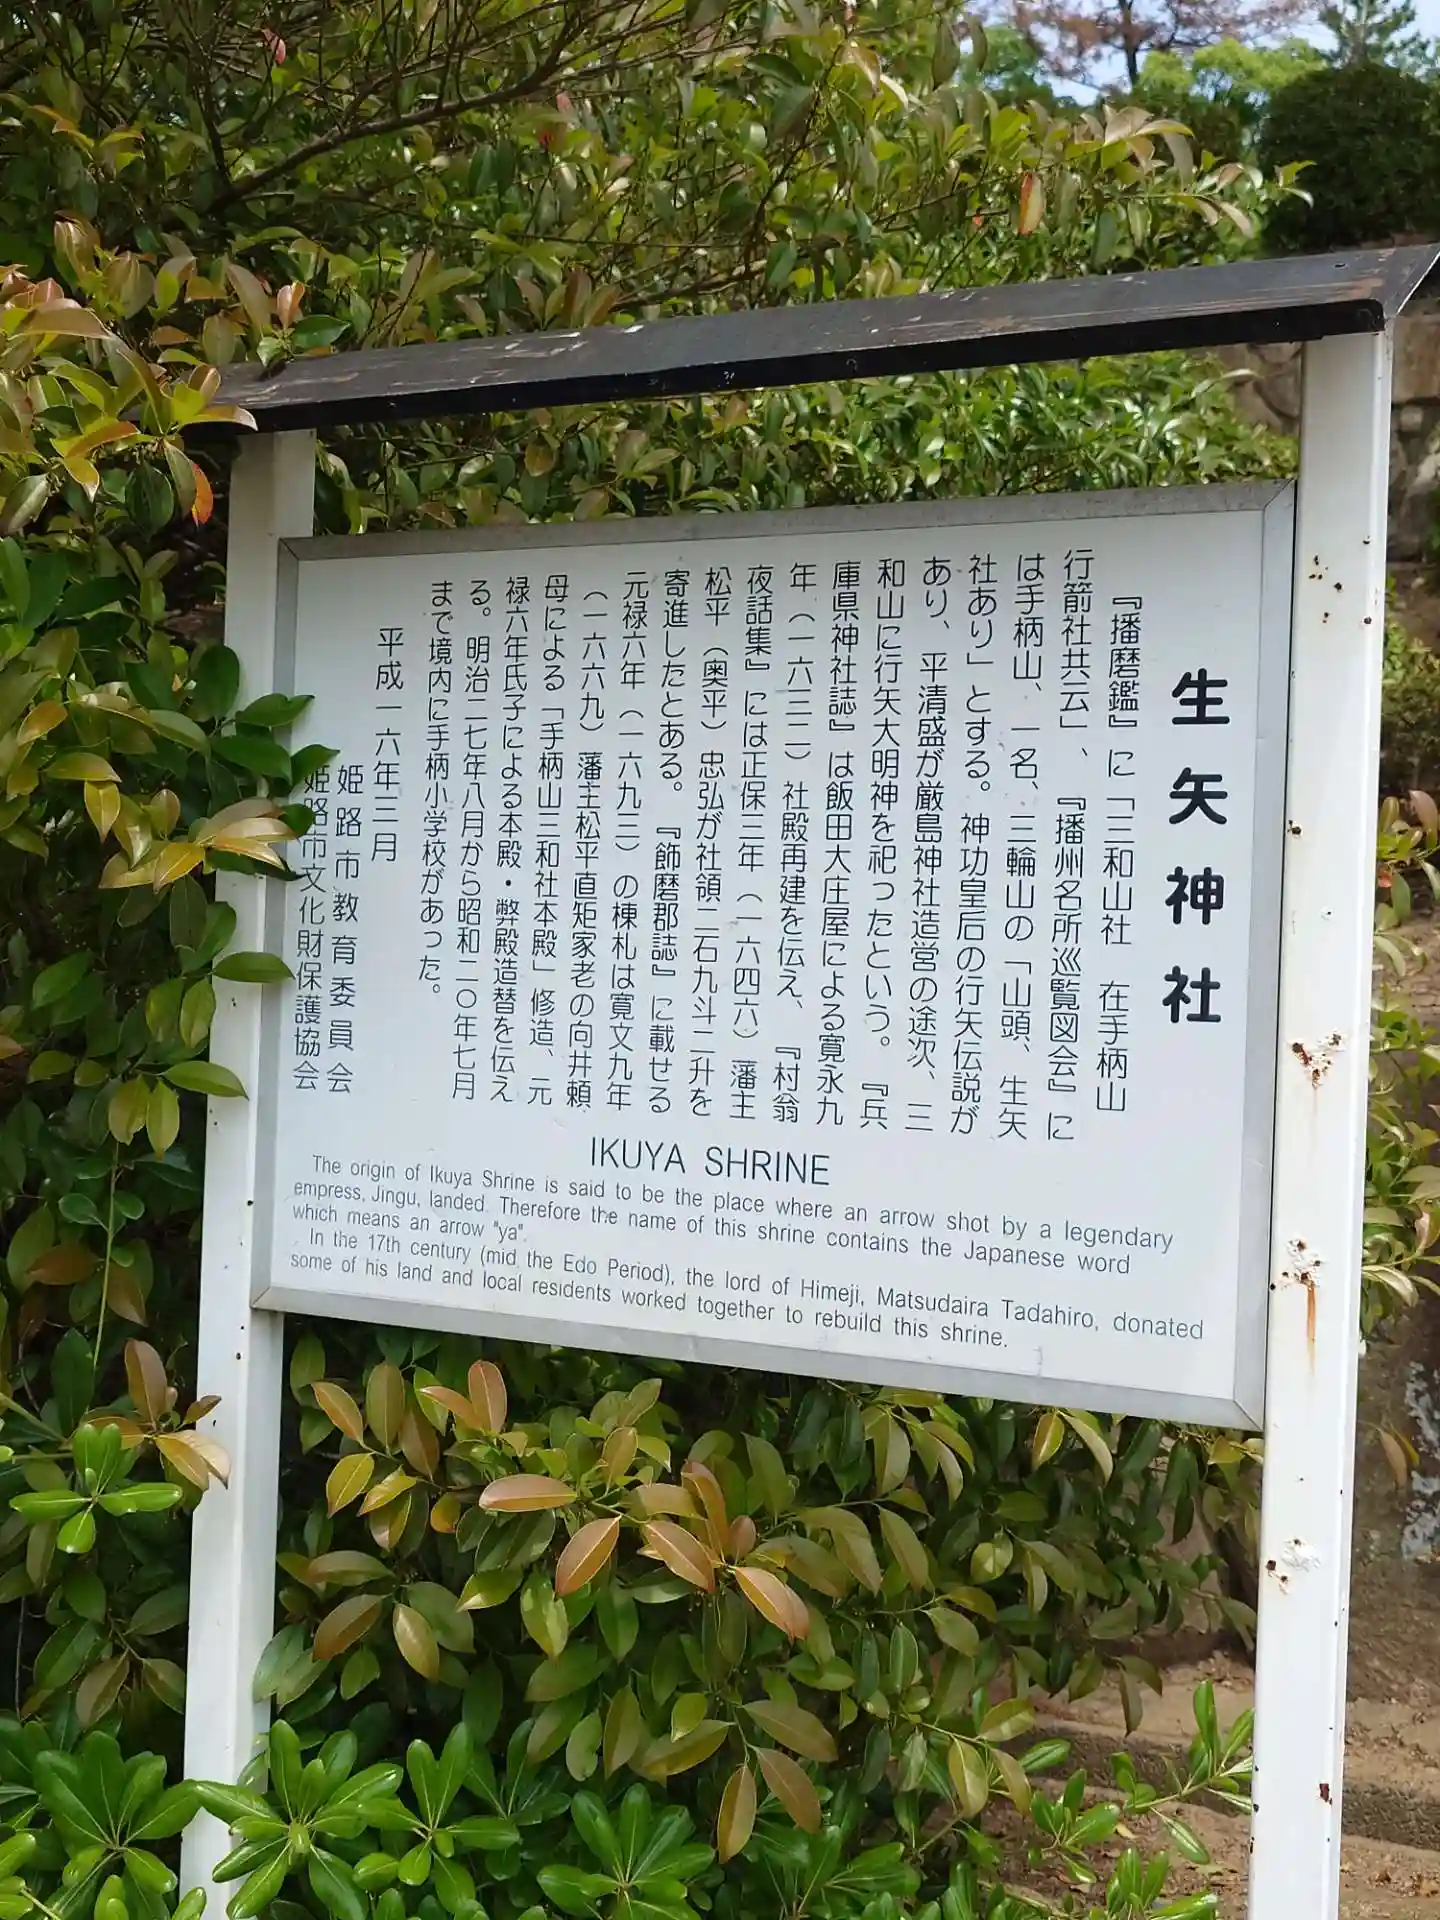 生矢神社
『播磨鑑』に「三和山社　在手柄山
行箭社共云」、『播州名所巡覧図会』に
は手柄山、一名、三輪山の「山頭、生矢
社あり」とする。神功皇后の行矢伝説が
あり、平清盛が厳島神社造営の途次、三
和山に行矢大明神を祀ったという。『兵
庫県神社誌』は飯田大庄屋による寛永九
年（一六三二）社殿再建を伝え、『村翁
夜話集』には正保三年（一六四六）藩主
松平（奥平）忠弘が社領二石九斗二升を
寄進したとある。『飾磨郡誌』に載せる
元禄六年（一六九三）の棟札は寛文九年
（一六六九）藩主松平直矩家老の向井頼
母による「手柄山三和社本殿」修造、元
禄六年氏子による本殿・弊殿造替を伝え
る。明治二七年八月から昭和二〇年七月
まで境内に手柄小学校があった。
平成一六年三月
姫路市教育委員会
姫路市文化財保護協会
IKUYA SHRINE
The origin of Ikuya Shrine is said to be the place where an arrow shot by a legendary
empress, Jingu, landed. Therefore the name of this shrine contains the Japanese word
which means an arrow "ya".
In the 17th century (mid the Edo Period), the lord of Himeji, Matsudaira Tadahiro, donated
some of his land and local residents worked together to rebuild this shrine.